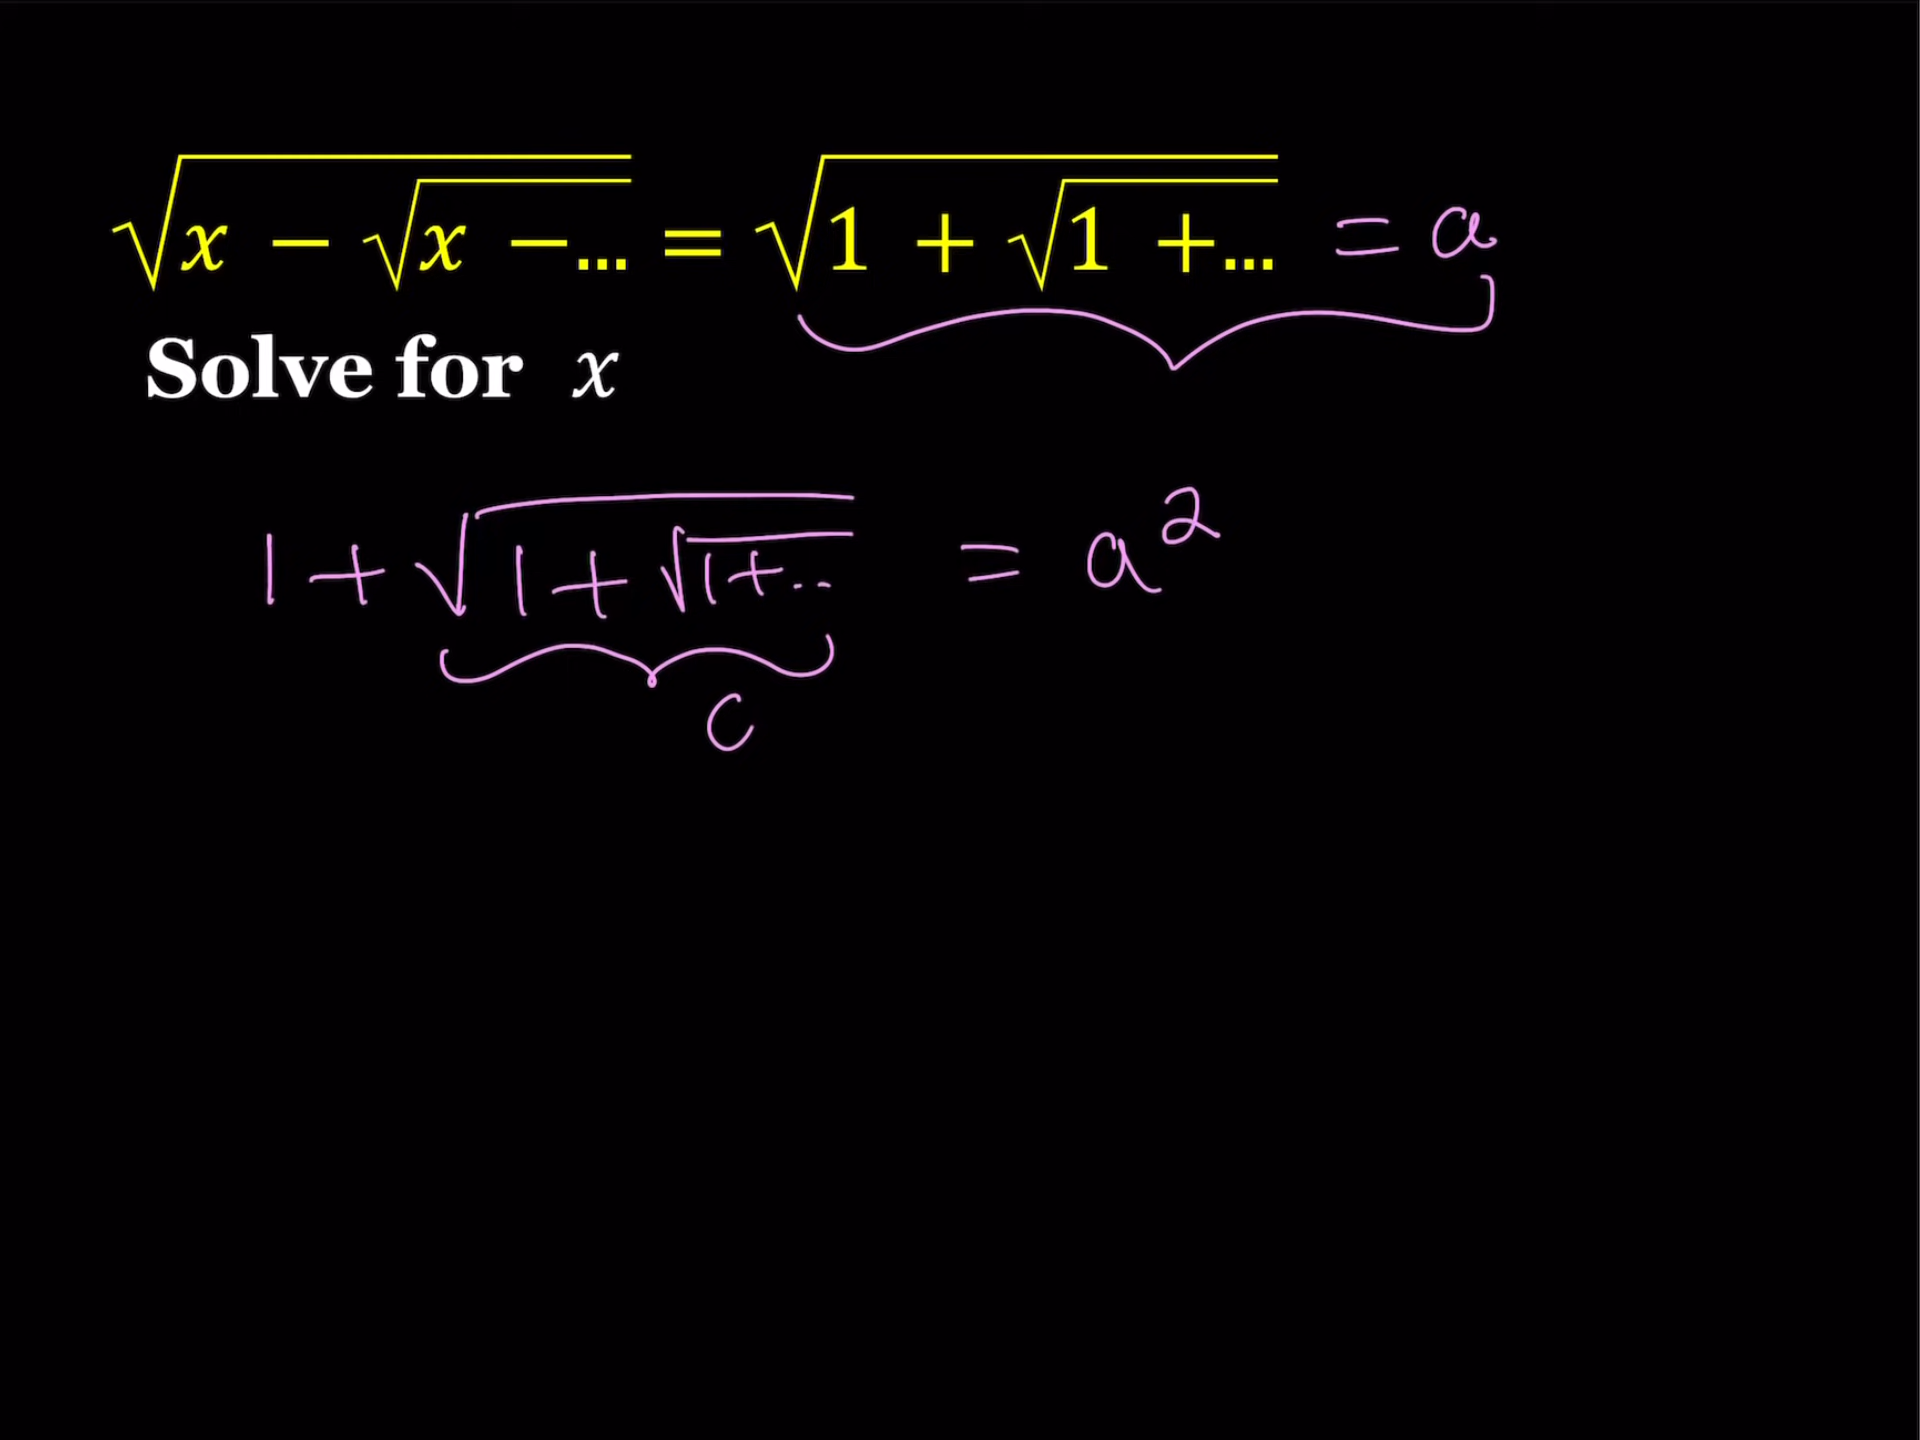 √(x − √(x −...)) = √(1 + √(1 +...)) = a
Solve for x
1 + √(1 + √(1+..)) = a²
C